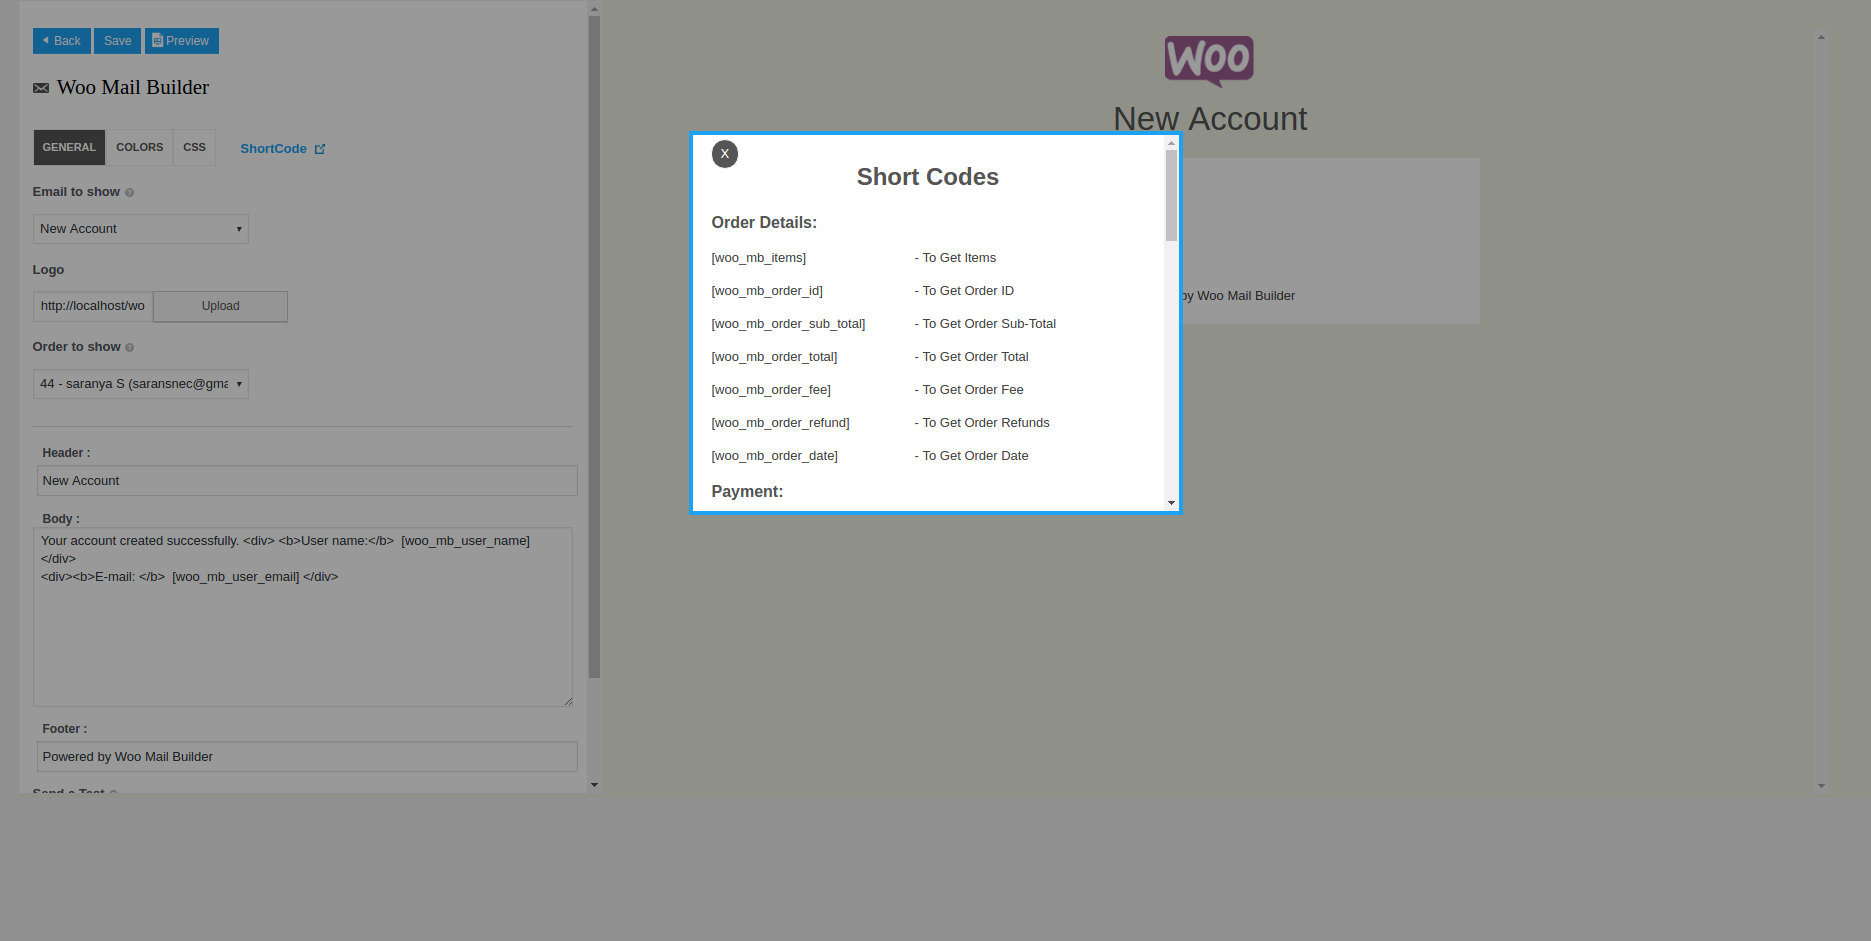 Back Save Preview
Woo Mail Builder
GENERAL COLORS CSS ShortCode
Email to show
New Account
Logo
http://localhost/wo Upload
Order to show
44 - saranya S (saransnec@gma
Header :
New Account
Body :
Your account created successfully. <div> <b>User name:</b>  [woo_mb_user_name]
</div>
<div><b>E-mail: </b>  [woo_mb_user_email] </div>
Footer :
Powered by Woo Mail Builder
Send a Test
Woo
New Account
by Woo Mail Builder
X
Short Codes
Order Details:
[woo_mb_items] - To Get Items
[woo_mb_order_id] - To Get Order ID
[woo_mb_order_sub_total] - To Get Order Sub-Total
[woo_mb_order_total] - To Get Order Total
[woo_mb_order_fee] - To Get Order Fee
[woo_mb_order_refund] - To Get Order Refunds
[woo_mb_order_date] - To Get Order Date
Payment: